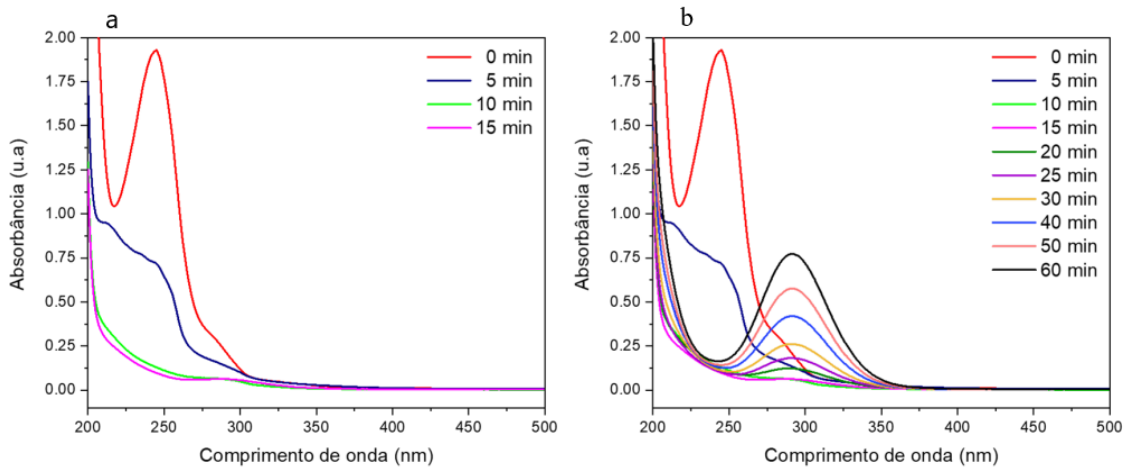 a
2.00
1.75
1.50
1.25
1.00
0.75
0.50
0.25
0.00
Absorbância (u.a)
0 min
5 min
10 min
15 min
200 250 300 350 400 450 500
Comprimento de onda (nm)
b
2.00
1.75
1.50
1.25
1.00
0.75
0.50
0.25
0.00
Absorbância (u.a)
0 min
5 min
10 min
15 min
20 min
25 min
30 min
40 min
50 min
60 min
200 250 300 350 400 450 500
Comprimento de onda (nm)